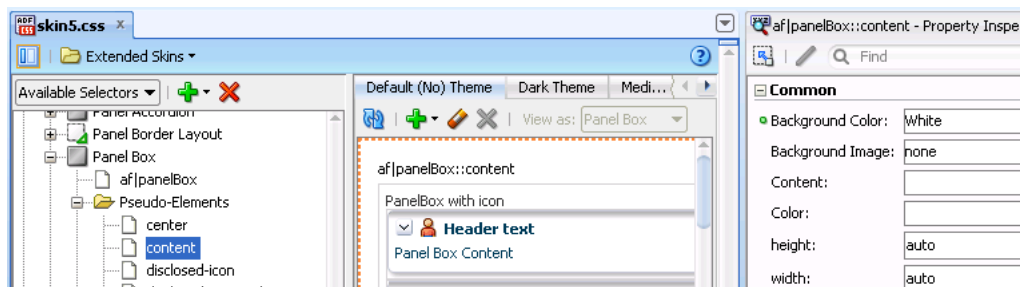 skin5.css
Extended Skins
Available Selectors
Panel Accordion
Panel Border Layout
Panel Box
af|panelBox
Pseudo-Elements
center
content
disclosed-icon
Default (No) Theme Dark Theme Medi...
View as: Panel Box
af|panelBox::content
PanelBox with icon
Header text
Panel Box Content
af|panelBox::content - Property Inspe
Find
Common
Background Color: White
Background Image: none
Content:
Color:
height: auto
width: auto